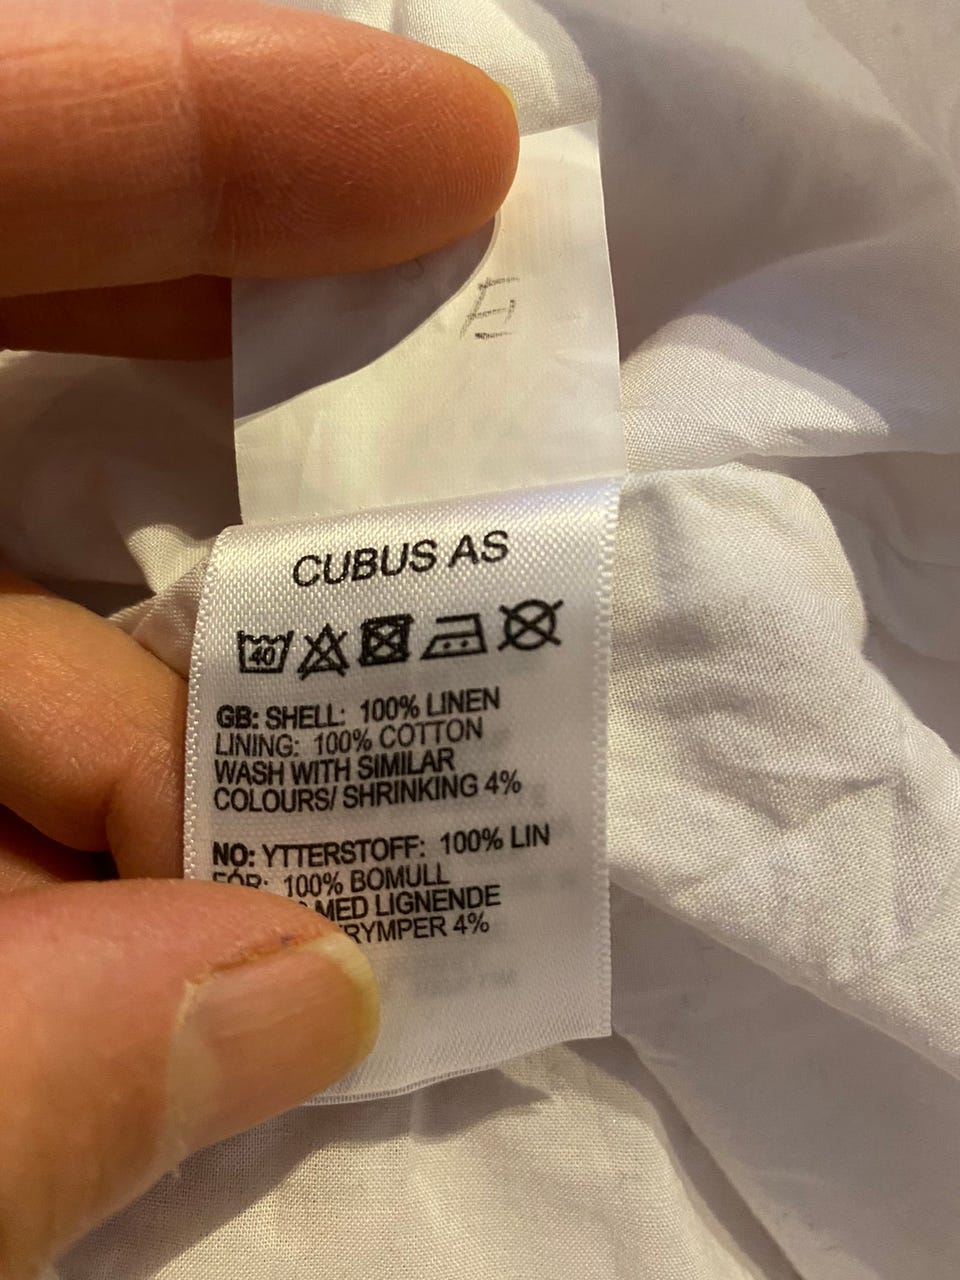 E
CUBUS AS
40
GB: SHELL: 100% LINEN
LINING: 100% COTTON
WASH WITH SIMILAR
COLOURS/ SHRINKING 4%
NO: YTTERSTOFF: 100% LIN
FÓR: 100% BOMULL
MED LIGNENDE
4%